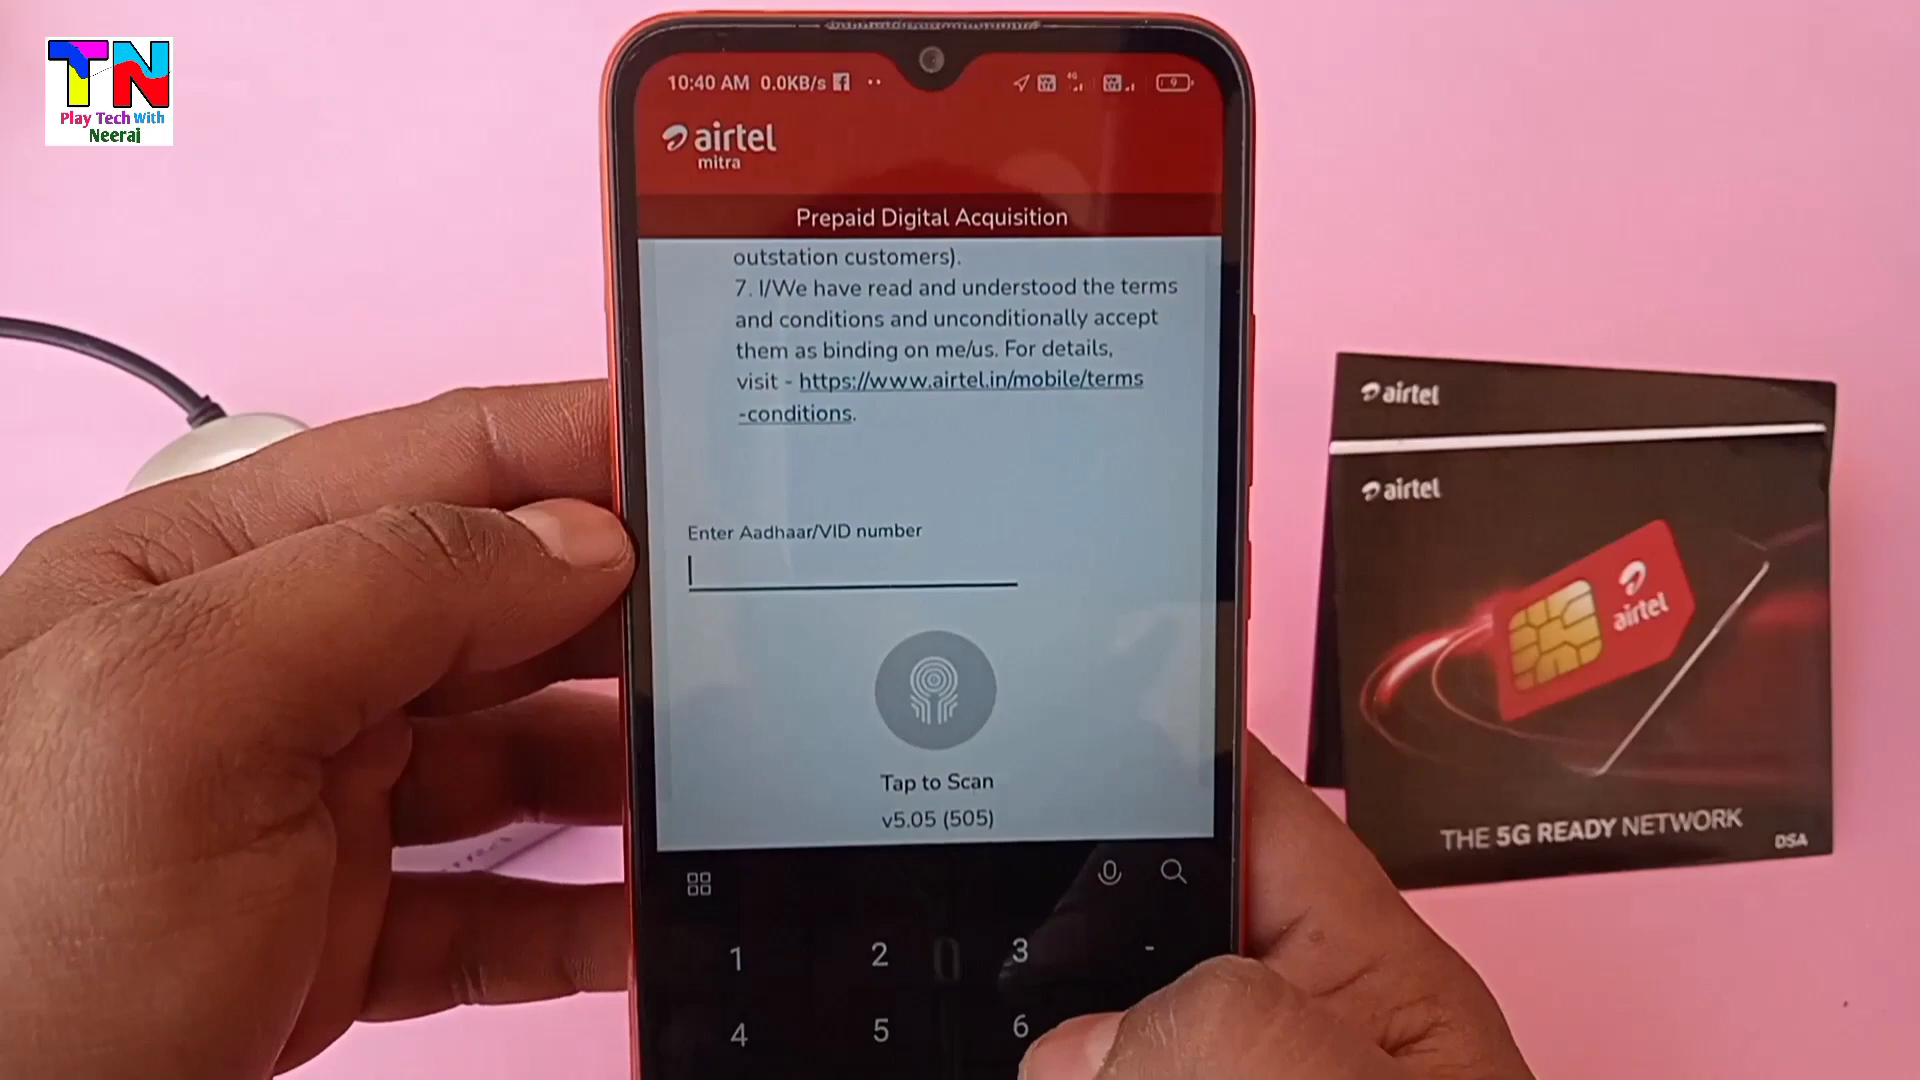 TN
Play Tech With
Neeraj
10:40 AM 0.0KB/s
4G
9
airtel
mitra
Prepaid Digital Acquisition
outstation customers).
7. I/We have read and understood the terms
and conditions and unconditionally accept
them as binding on me/us. For details,
visit - https://www.airtel.in/mobile/terms
-conditions.
Enter Aadhaar/VID number
Tap to Scan
v5.05 (505)
1 2 3 -
4 5 6
airtel
airtel
airtel
THE 5G READY NETWORK
DSA